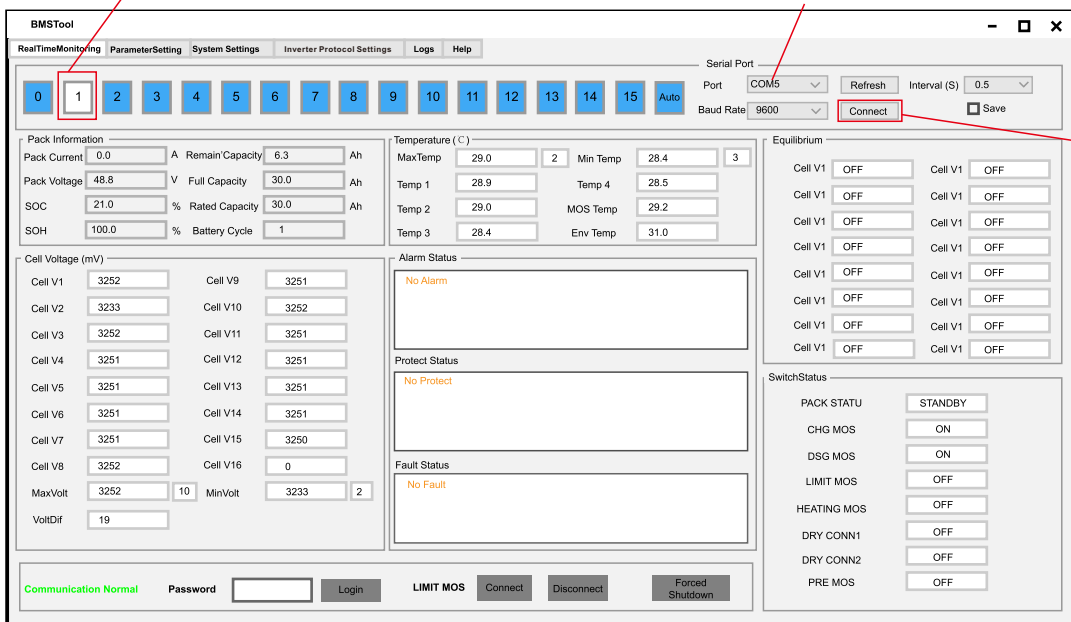 BMSTool
RealTimeMonitoring ParameterSetting System Settings Inverter Protocol Settings Logs Help
Serial Port
0 1 2 3 4 5 6 7 8 9 10 11 12 13 14 15 Auto
Port COM5 Refresh Interval (S) 0.5
Baud Rate 9600 Connect Save
Pack Information
Pack Current 0.0 A Remain'Capacity 6.3 Ah
Pack Voltage 48.8 V Full Capacity 30.0 Ah
SOC 21.0 % Rated Capacity 30.0 Ah
SOH 100.0 % Battery Cycle 1
Temperature (℃)
MaxTemp 29.0 2 Min Temp 28.4 3
Temp 1 28.9 Temp 4 28.5
Temp 2 29.0 MOS Temp 29.2
Temp 3 28.4 Env Temp 31.0
Equilibrium
Cell V1 OFF Cell V1 OFF
Cell V1 OFF Cell V1 OFF
Cell V1 OFF Cell V1 OFF
Cell V1 OFF Cell V1 OFF
Cell V1 OFF Cell V1 OFF
Cell V1 OFF Cell V1 OFF
Cell V1 OFF Cell V1 OFF
Cell V1 OFF Cell V1 OFF
Cell Voltage (mV)
Cell V1 3252 Cell V9 3251
Cell V2 3233 Cell V10 3252
Cell V3 3252 Cell V11 3251
Cell V4 3251 Cell V12 3251
Cell V5 3251 Cell V13 3251
Cell V6 3251 Cell V14 3251
Cell V7 3251 Cell V15 3250
Cell V8 3252 Cell V16 0
MaxVolt 3252 10 MinVolt 3233 2
VoltDif 19
Alarm Status
No Alarm
Protect Status
No Protect
Fault Status
No Fault
SwitchStatus
PACK STATU STANDBY
CHG MOS ON
DSG MOS ON
LIMIT MOS OFF
HEATING MOS OFF
DRY CONN1 OFF
DRY CONN2 OFF
PRE MOS OFF
Communication Normal Password Login LIMIT MOS Connect Disconnect Forced
Shutdown